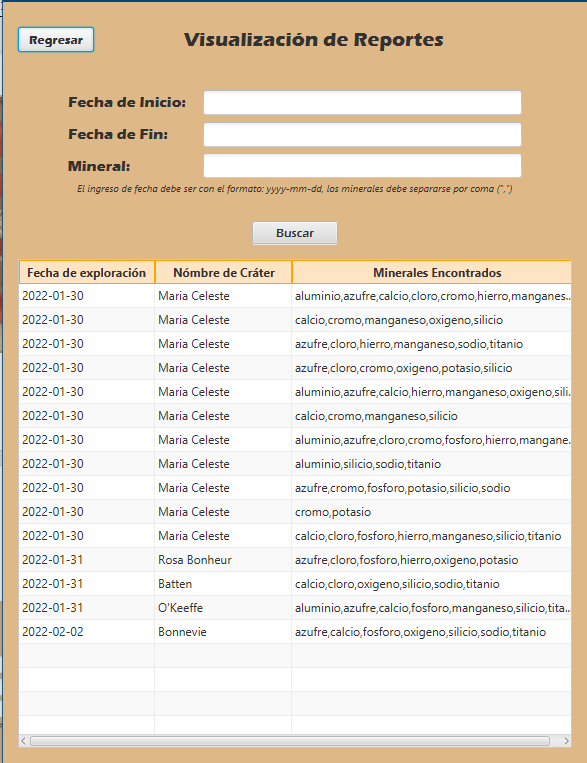 Regresar
Visualización de Reportes
Fecha de Inicio:
Fecha de Fin:
Mineral:
El ingreso de fecha debe ser con el formato: yyyy-mm-dd, los minerales debe separarse por coma (",")
Buscar
Fecha de exploración Nómbre de Cráter Minerales Encontrados
2022-01-30 Maria Celeste aluminio,azufre,calcio,cloro,cromo,hierro,manganes...
2022-01-30 Maria Celeste calcio,cromo,manganeso,oxigeno,silicio
2022-01-30 Maria Celeste azufre,cloro,hierro,manganeso,sodio,titanio
2022-01-30 Maria Celeste azufre,cloro,cromo,oxigeno,potasio,silicio
2022-01-30 Maria Celeste aluminio,azufre,calcio,hierro,manganeso,oxigeno,sili...
2022-01-30 Maria Celeste calcio,cromo,manganeso,silicio
2022-01-30 Maria Celeste aluminio,azufre,cloro,cromo,fosforo,hierro,mangane...
2022-01-30 Maria Celeste aluminio,silicio,sodio,titanio
2022-01-30 Maria Celeste azufre,cromo,fosforo,potasio,silicio,sodio
2022-01-30 Maria Celeste cromo,potasio
2022-01-30 Maria Celeste calcio,cloro,fosforo,hierro,manganeso,silicio,titanio
2022-01-31 Rosa Bonheur azufre,cloro,fosforo,hierro,oxigeno,potasio
2022-01-31 Batten calcio,cloro,oxigeno,silicio,sodio,titanio
2022-01-31 O'Keeffe aluminio,azufre,calcio,fosforo,manganeso,silicio,tita...
2022-02-02 Bonnevie azufre,calcio,fosforo,oxigeno,silicio,sodio,titanio